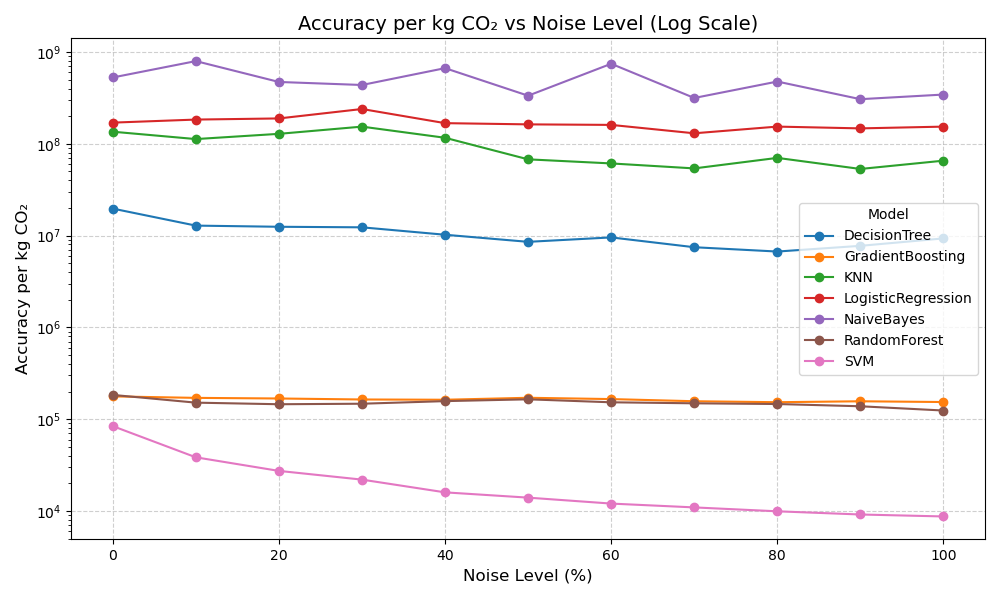 Accuracy per kg CO₂ vs Noise Level (Log Scale)
Accuracy per kg CO₂
10⁹
10⁸
10⁷
10⁶
10⁵
10⁴
Model
DecisionTree
GradientBoosting
KNN
LogisticRegression
NaiveBayes
RandomForest
SVM
0 20 40 60 80 100
Noise Level (%)